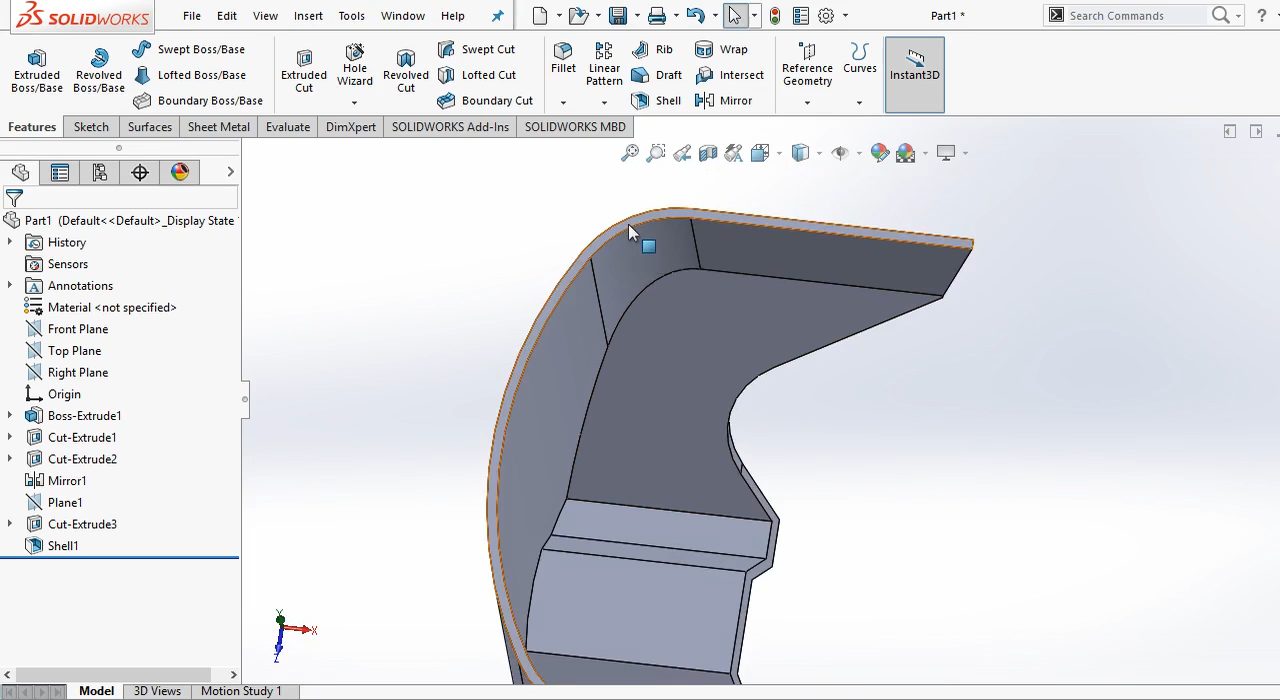 SOLIDWORKS File Edit View Insert Tools Window Help Part1 * Search Commands ?
Extruded Boss/Base
Revolved Boss/Base
Swept Boss/Base
Lofted Boss/Base
Boundary Boss/Base
Extruded Cut
Hole Wizard
Revolved Cut
Swept Cut
Lofted Cut
Boundary Cut
Fillet
Linear Pattern
Rib
Draft
Shell
Wrap
Intersect
Mirror
Reference Geometry
Curves
Instant3D
Features Sketch Surfaces Sheet Metal Evaluate DimXpert SOLIDWORKS Add-Ins SOLIDWORKS MBD
Part1 (Default<<Default>_Display State
History
Sensors
Annotations
Material <not specified>
Front Plane
Top Plane
Right Plane
Origin
Boss-Extrude1
Cut-Extrude1
Cut-Extrude2
Mirror1
Plane1
Cut-Extrude3
Shell1
Y
X
Z
Model 3D Views Motion Study 1